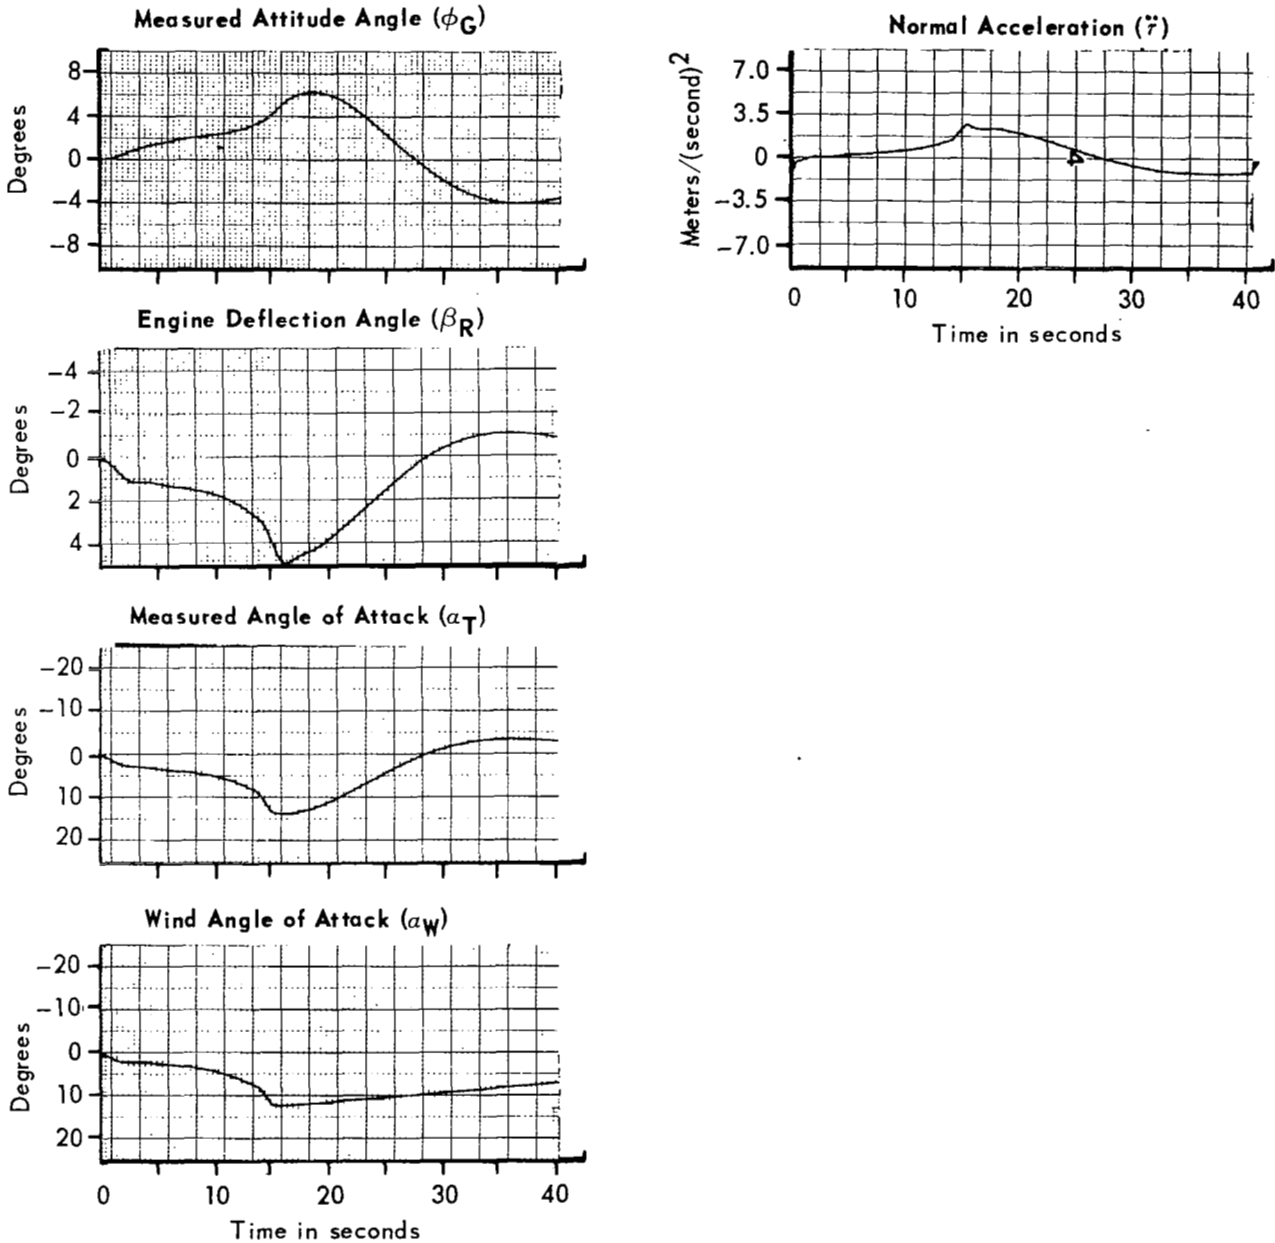 Measured Attitude Angle (ϕG)
Degrees
8
4
0
−4
−8
Engine Deflection Angle (βR)
Degrees
−4
−2
0
2
4
Measured Angle of Attack (αT)
Degrees
−20
−10
0
10
20
Wind Angle of Attack (αW)
Degrees
−20
−10
0
10
20
0 10 20 30 40
Time in seconds
Normal Acceleration (r̈)
Meters/(second)²
7.0
3.5
0
−3.5
−7.0
0 10 20 30 40
Time in seconds